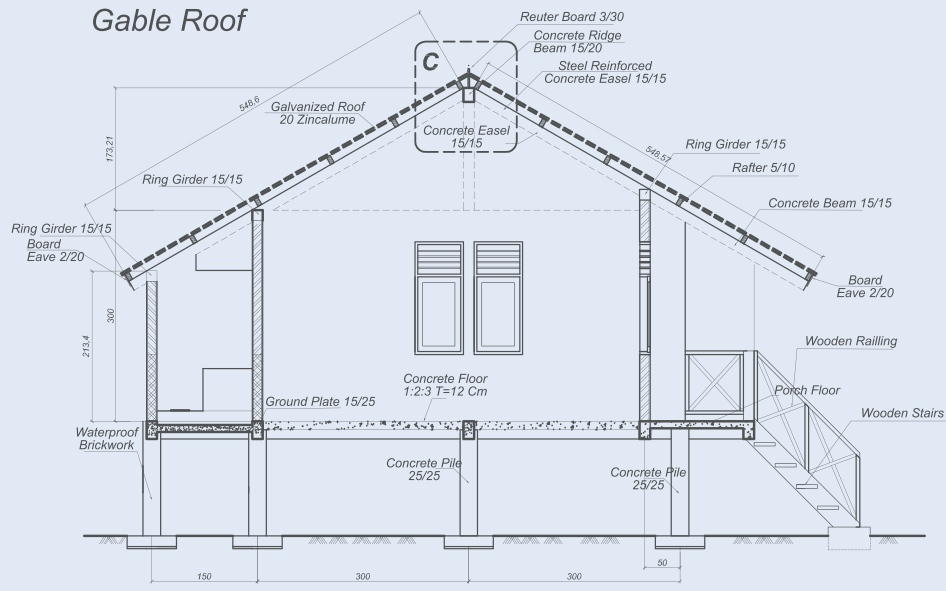 Gable Roof
Reuter Board 3/30
Concrete Ridge
Beam 15/20
C
Steel Reinforced
Concrete Easel 15/15
548,6
Galvanized Roof
20 Zincalume
Concrete Easel
15/15
173,21
548,57
Ring Girder 15/15
Rafter 5/10
Ring Girder 15/15
Concrete Beam 15/15
Ring Girder 15/15
Board
Eave 2/20
Board
Eave 2/20
300
213,4
Wooden Railling
Concrete Floor
1:2:3 T=12 Cm
Porch Floor
Ground Plate 15/25
Wooden Stairs
Waterproof
Brickwork
Concrete Pile
25/25
Concrete Pile
25/25
50
150
300
300